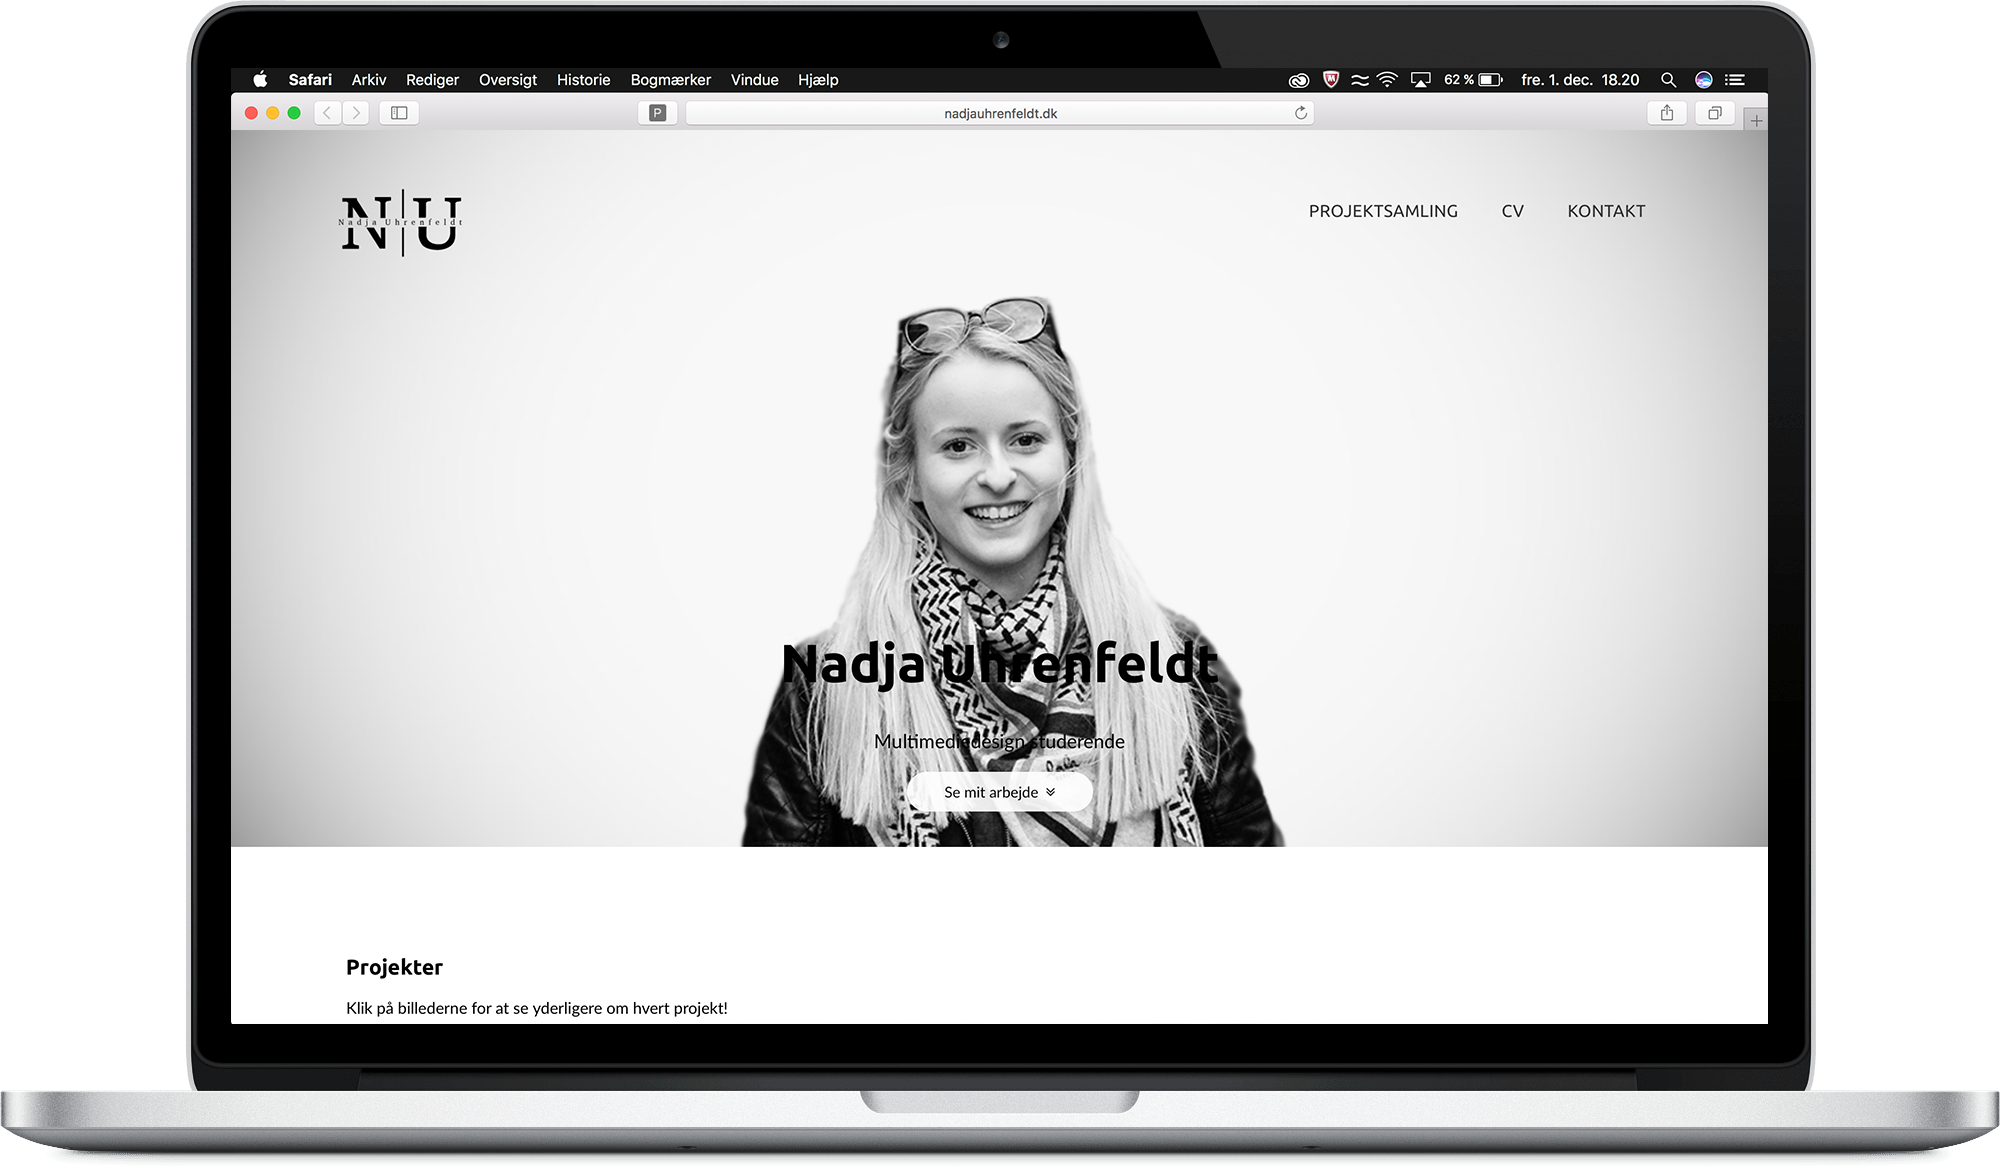 Safari Arkiv Rediger Oversigt Historie Bogmærker Vindue Hjælp 62 % fre. 1. dec. 18.20
P nadjauhrenfeldt.dk
N|U
Nadja Uhrenfeldt
PROJEKTSAMLING CV KONTAKT
Nadja Uhrenfeldt
Multimediedesign studerende
Se mit arbejde
Projekter
Klik på billederne for at se yderligere om hvert projekt!